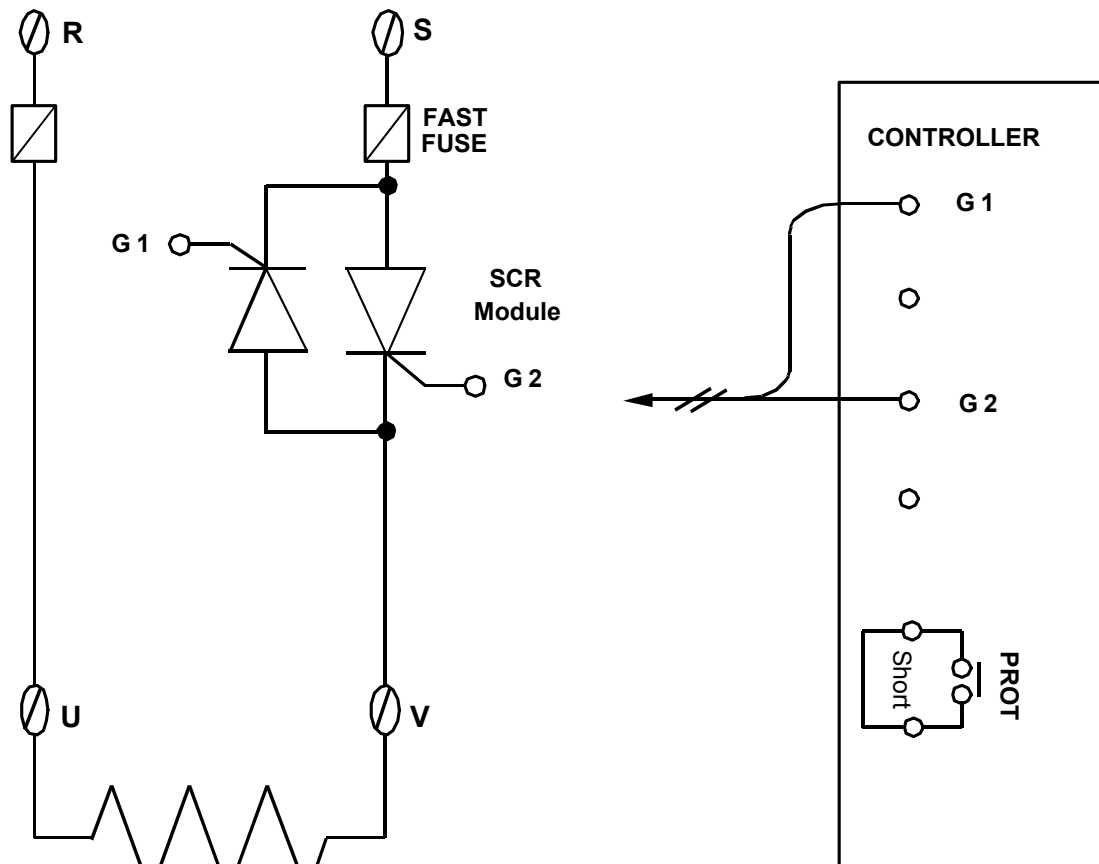 R
S
FAST
FUSE
CONTROLLER
G 1
G 1
SCR
Module
G 2
G 2
Short
PROT
U
V